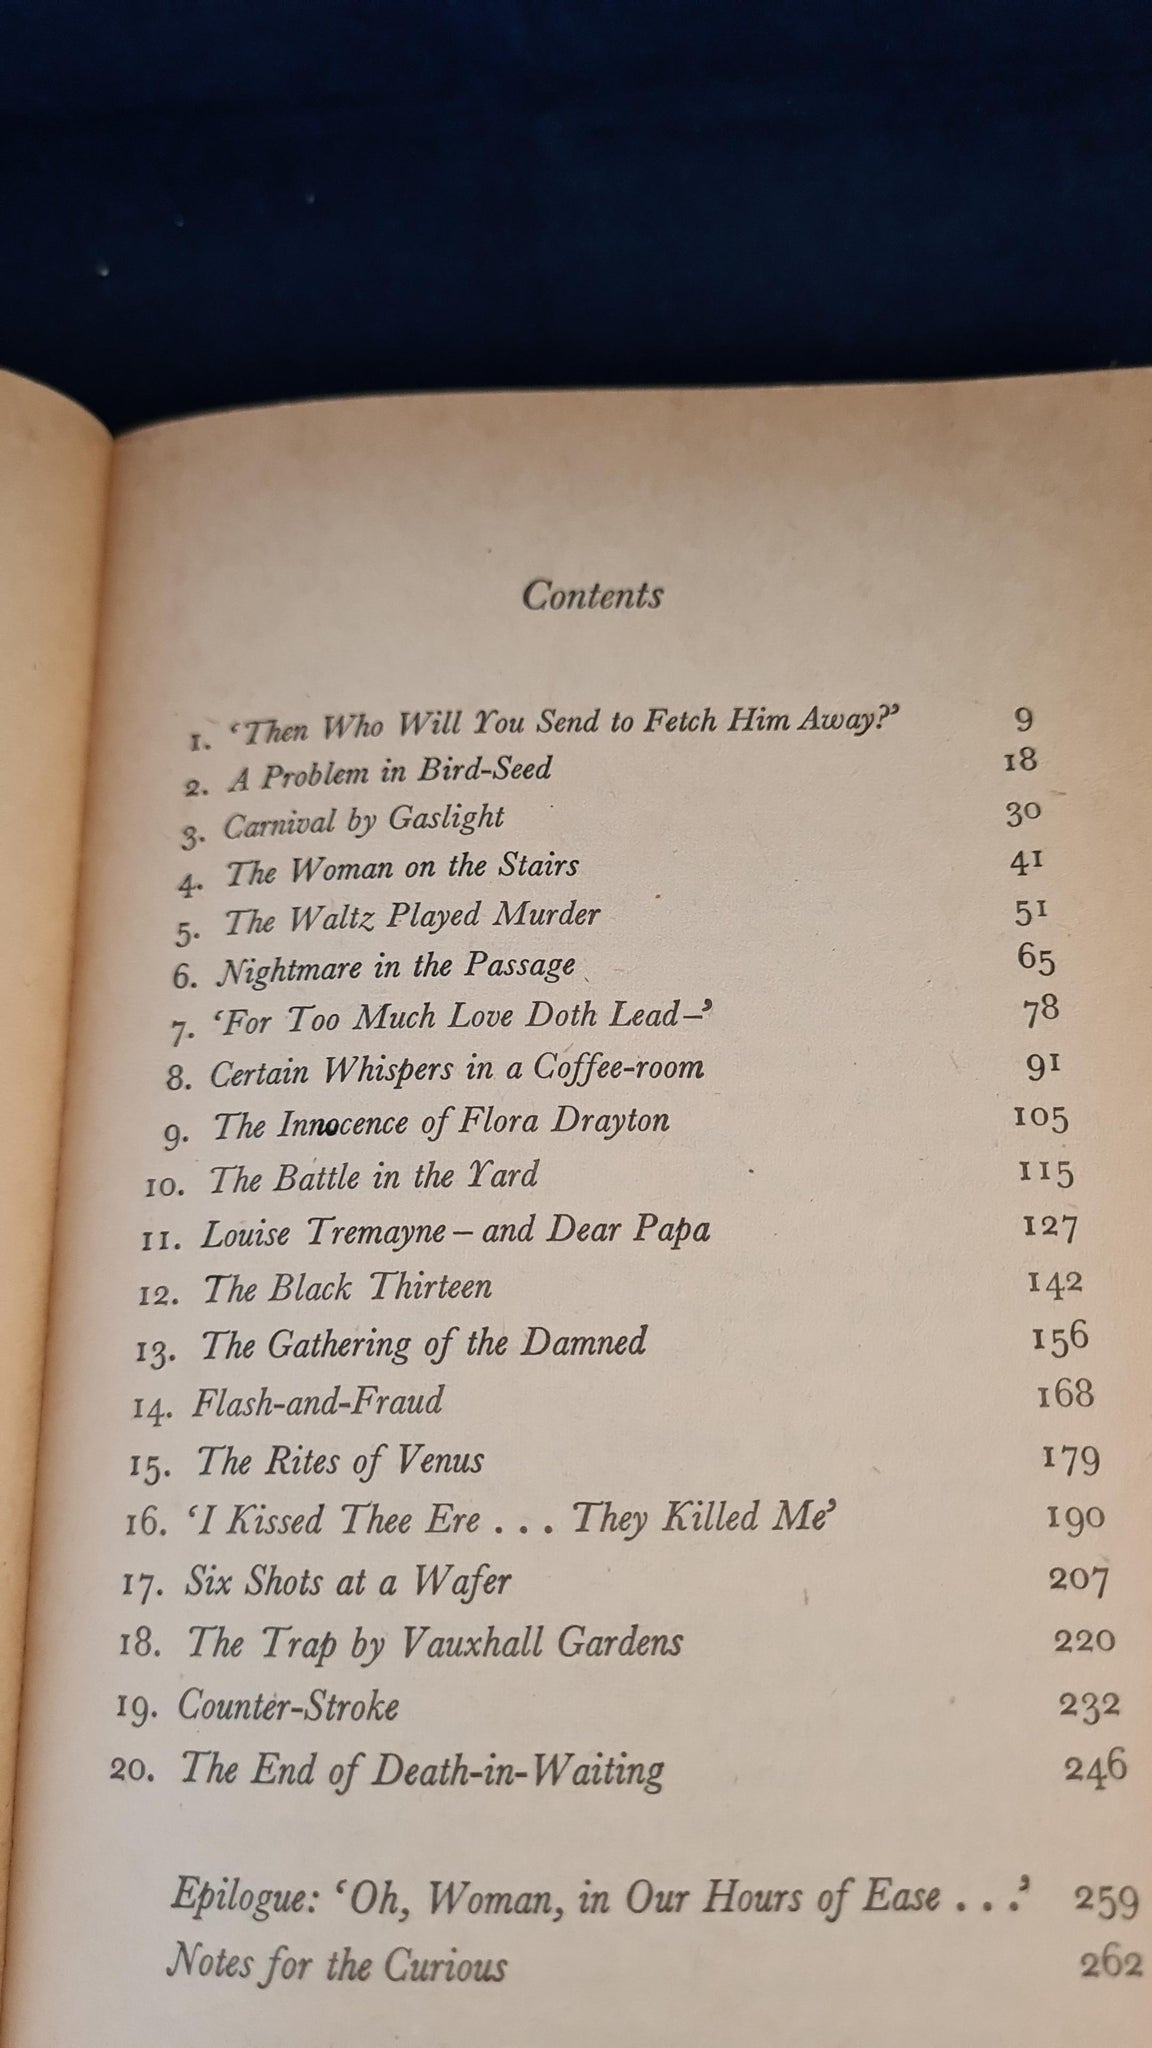 Contents
1. ‘Then Who Will You Send to Fetch Him Away?’ 9
2. A Problem in Bird-Seed 18
3. Carnival by Gaslight 30
4. The Woman on the Stairs 41
5. The Waltz Played Murder 51
6. Nightmare in the Passage 65
7. ‘For Too Much Love Doth Lead–’ 78
8. Certain Whispers in a Coffee-room 91
9. The Innocence of Flora Drayton 105
10. The Battle in the Yard 115
11. Louise Tremayne – and Dear Papa 127
12. The Black Thirteen 142
13. The Gathering of the Damned 156
14. Flash-and-Fraud 168
15. The Rites of Venus 179
16. ‘I Kissed Thee Ere . . . They Killed Me’ 190
17. Six Shots at a Wafer 207
18. The Trap by Vauxhall Gardens 220
19. Counter-Stroke 232
20. The End of Death-in-Waiting 246
Epilogue: ‘Oh, Woman, in Our Hours of Ease . . .’ 259
Notes for the Curious 262